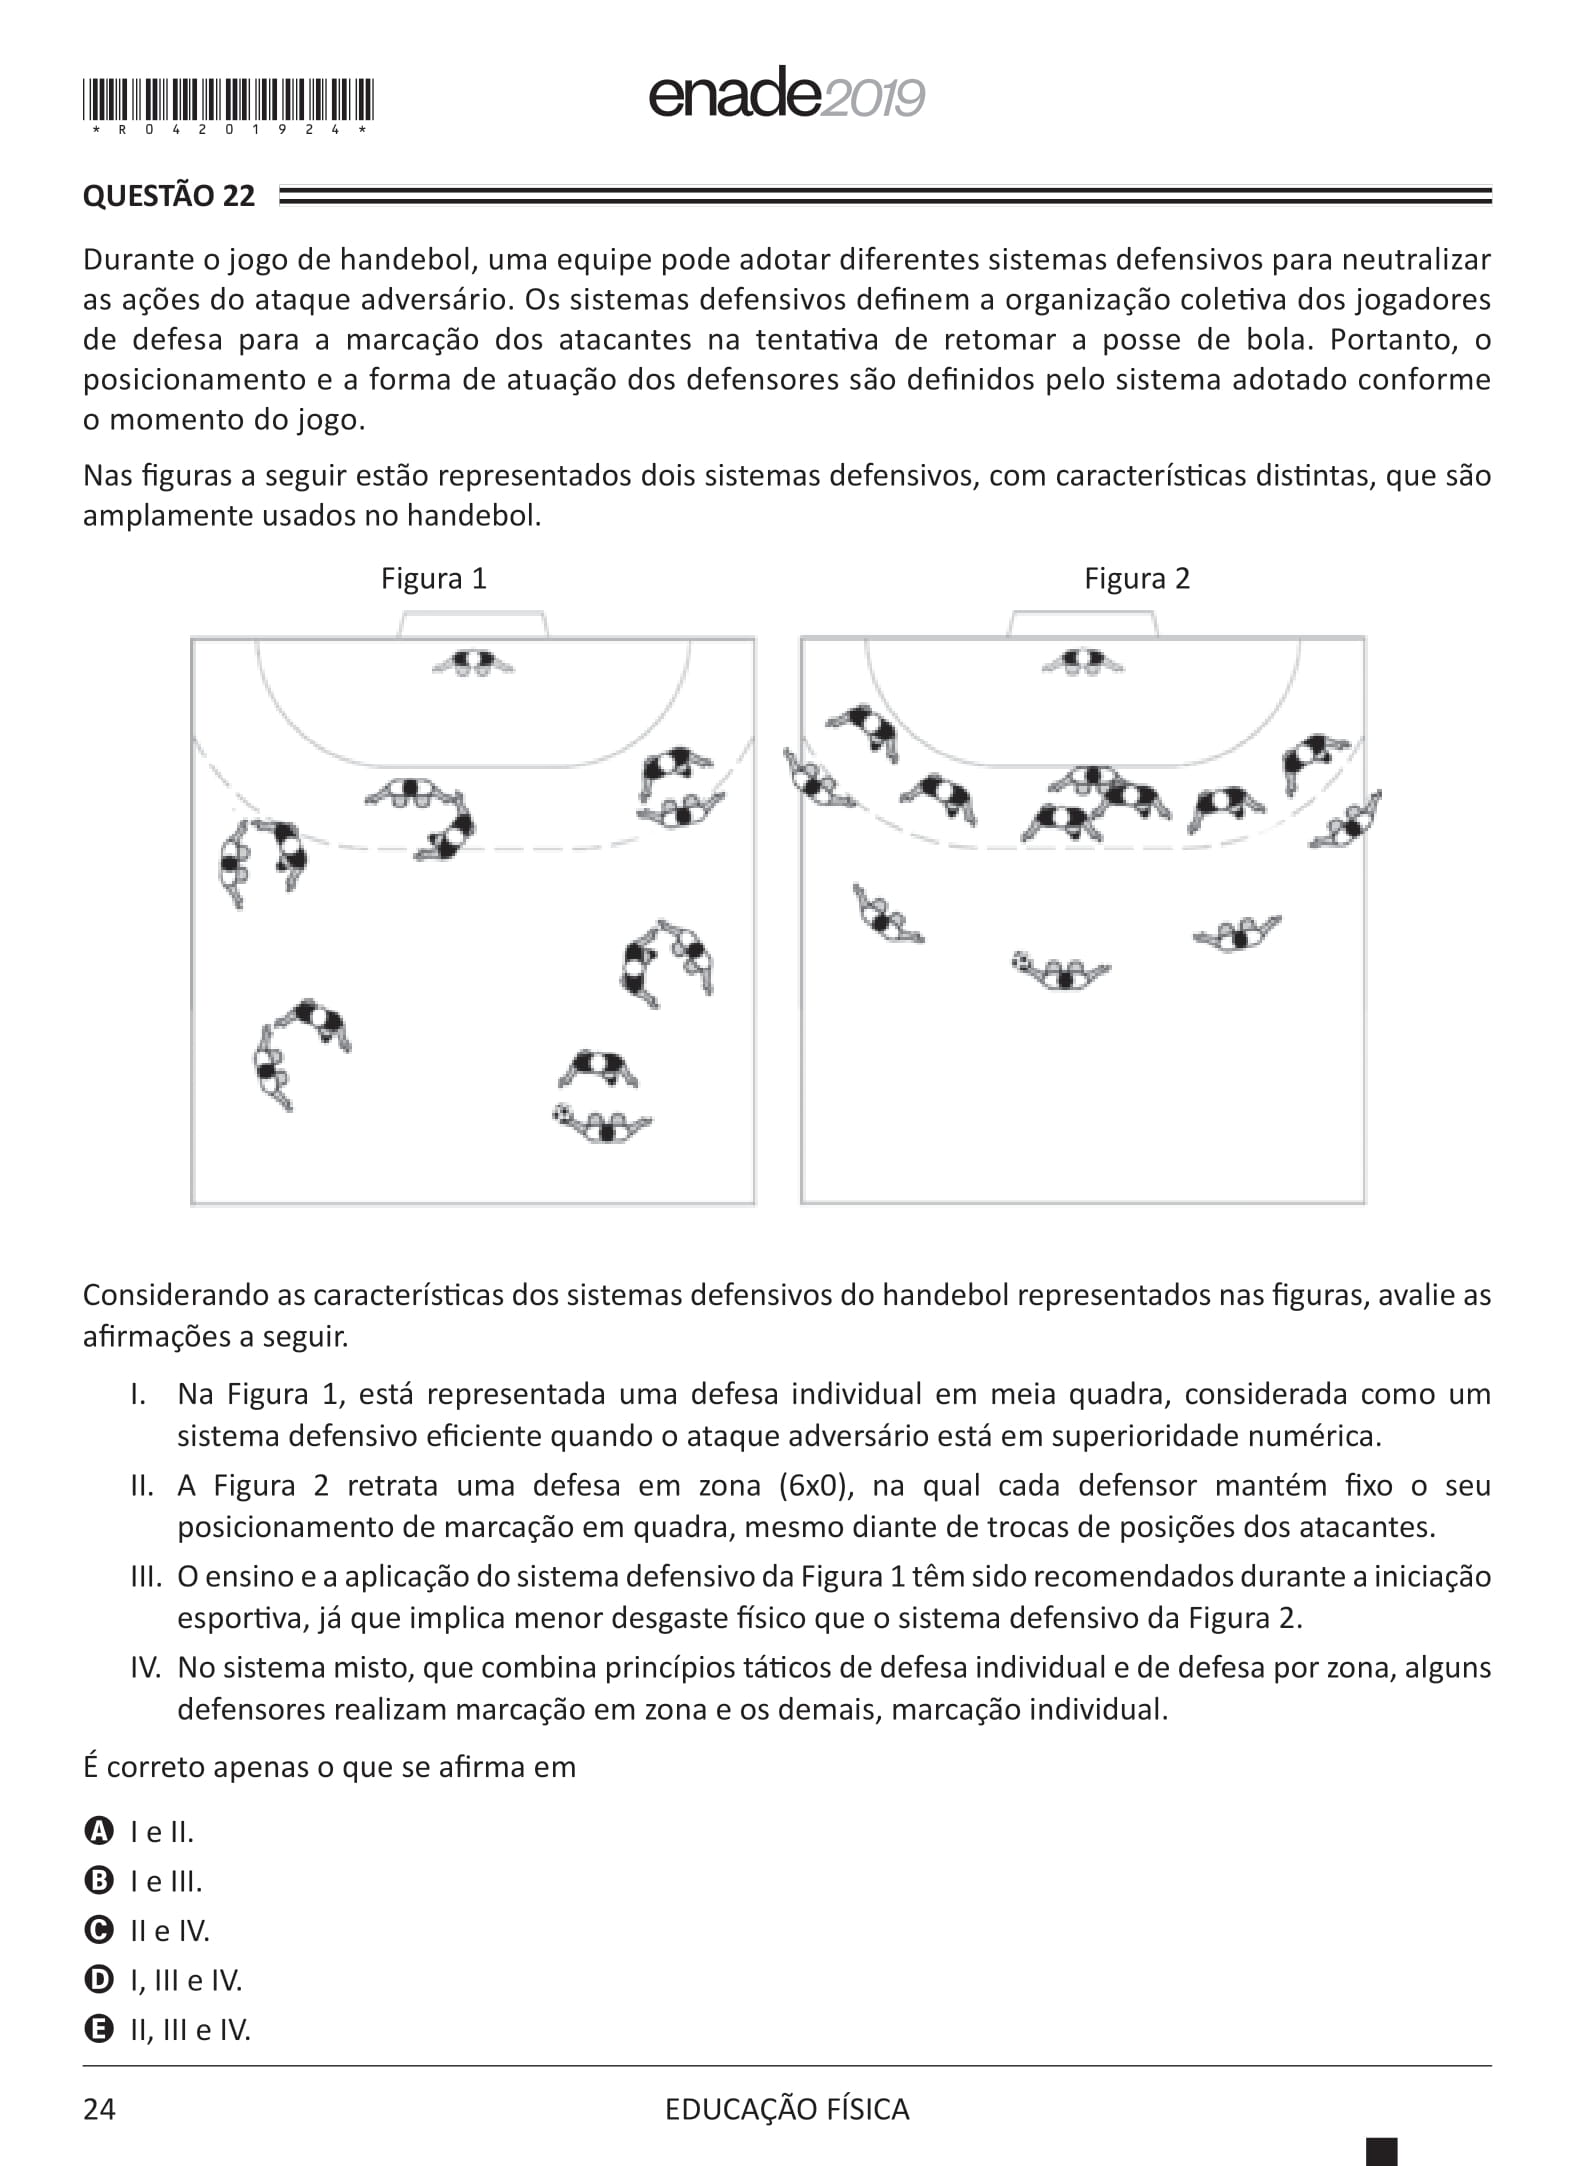 *R04201924*
enade2019
QUESTÃO 22
Durante o jogo de handebol, uma equipe pode adotar diferentes sistemas defensivos para neutralizar
as ações do ataque adversário. Os sistemas defensivos definem a organização coletiva dos jogadores
de defesa para a marcação dos atacantes na tentativa de retomar a posse de bola. Portanto, o
posicionamento e a forma de atuação dos defensores são definidos pelo sistema adotado conforme
o momento do jogo.
Nas figuras a seguir estão representados dois sistemas defensivos, com características distintas, que são
amplamente usados no handebol.
Figura 1
Figura 2
Considerando as características dos sistemas defensivos do handebol representados nas figuras, avalie as
afirmações a seguir.
I. Na Figura 1, está representada uma defesa individual em meia quadra, considerada como um
sistema defensivo eficiente quando o ataque adversário está em superioridade numérica.
II. A Figura 2 retrata uma defesa em zona (6x0), na qual cada defensor mantém fixo o seu
posicionamento de marcação em quadra, mesmo diante de trocas de posições dos atacantes.
III. O ensino e a aplicação do sistema defensivo da Figura 1 têm sido recomendados durante a iniciação
esportiva, já que implica menor desgaste físico que o sistema defensivo da Figura 2.
IV. No sistema misto, que combina princípios táticos de defesa individual e de defesa por zona, alguns
defensores realizam marcação em zona e os demais, marcação individual.
É correto apenas o que se afirma em
A I e II.
B I e III.
C II e IV.
D I, III e IV.
E II, III e IV.
24
EDUCAÇÃO FÍSICA